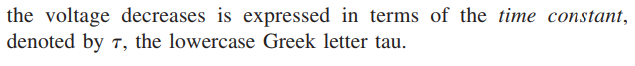 the voltage decreases is expressed in terms of the time constant,
denoted by τ, the lowercase Greek letter tau.